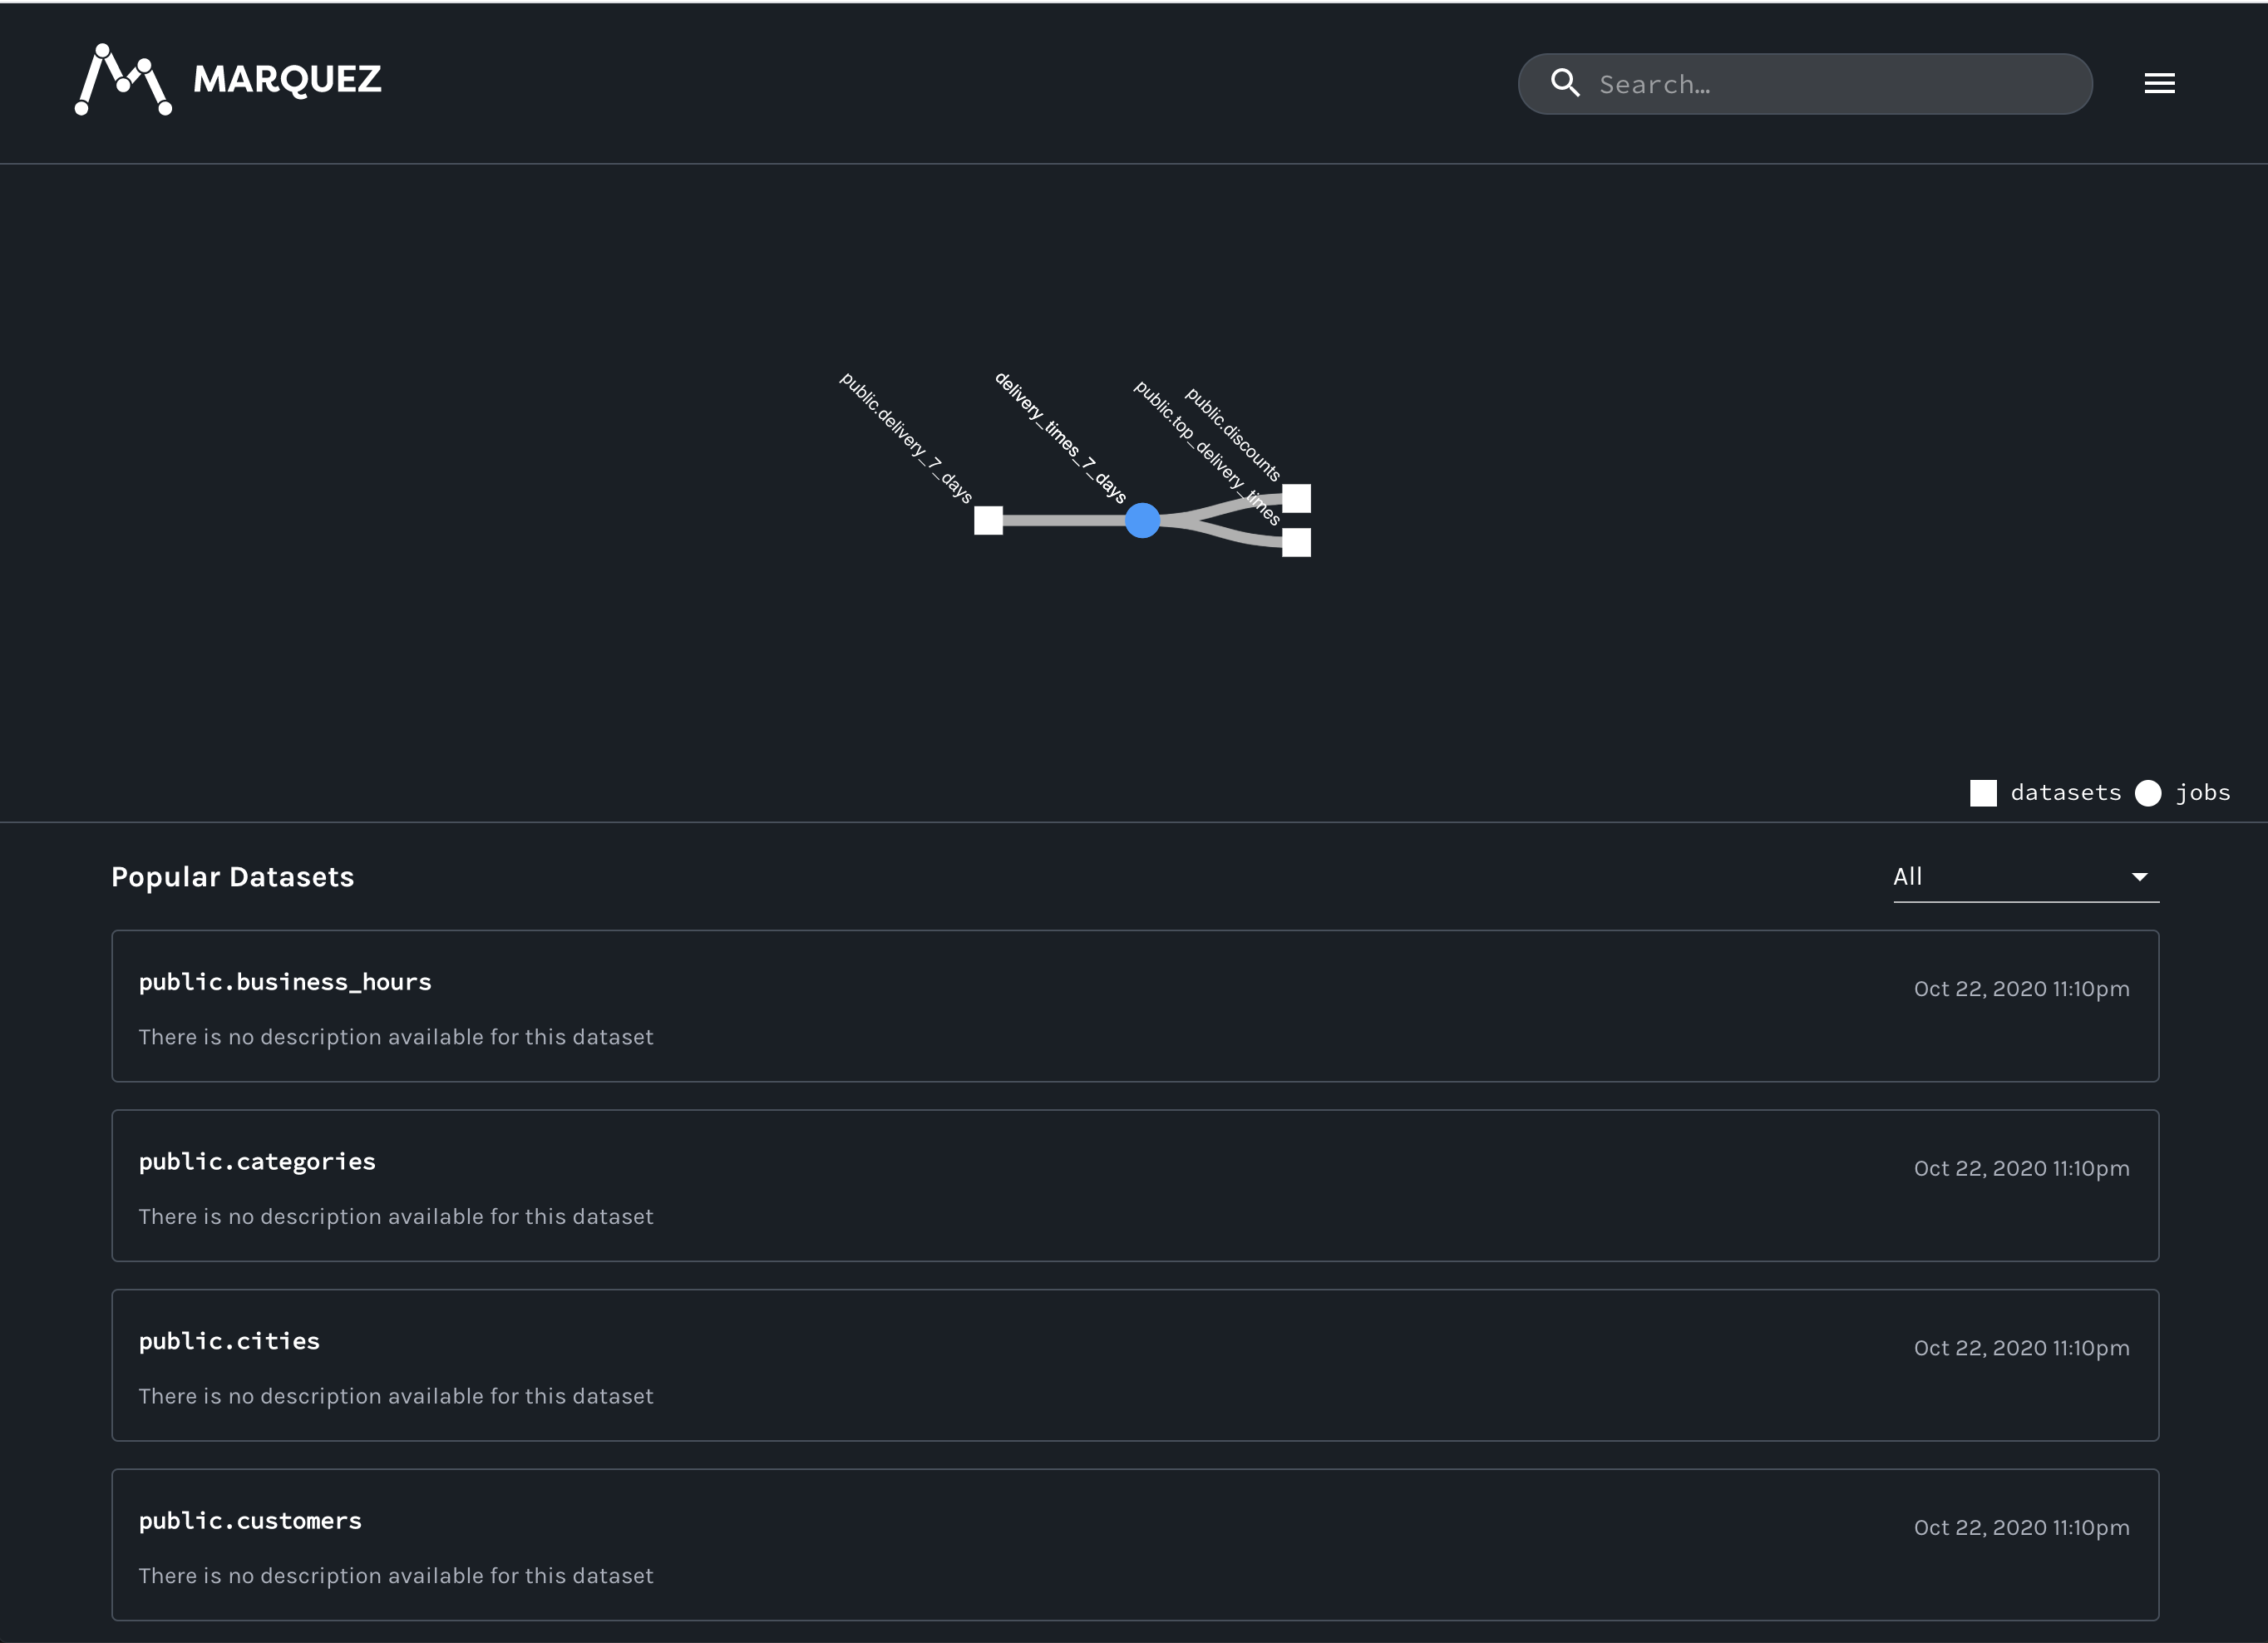 MARQUEZ
Search…
public.delivery_7_days
delivery_times_7_days
public.discounts
public.top_delivery_times
datasets
jobs
Popular Datasets
All
public.business_hours
Oct 22, 2020 11:10pm
There is no description available for this dataset
public.categories
Oct 22, 2020 11:10pm
There is no description available for this dataset
public.cities
Oct 22, 2020 11:10pm
There is no description available for this dataset
public.customers
Oct 22, 2020 11:10pm
There is no description available for this dataset